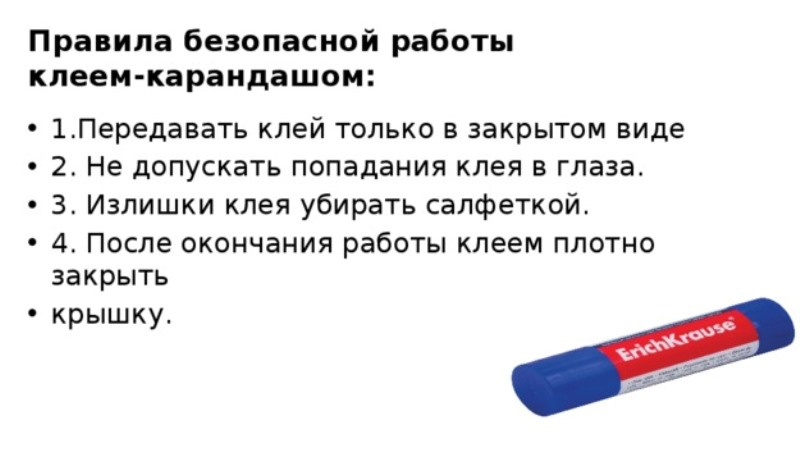 Правила безопасной работы
клеем-карандашом:
• 1.Передавать клей только в закрытом виде
• 2. Не допускать попадания клея в глаза.
• 3. Излишки клея убирать салфеткой.
• 4. После окончания работы клеем плотно
закрыть
• крышку.
ErichKrause